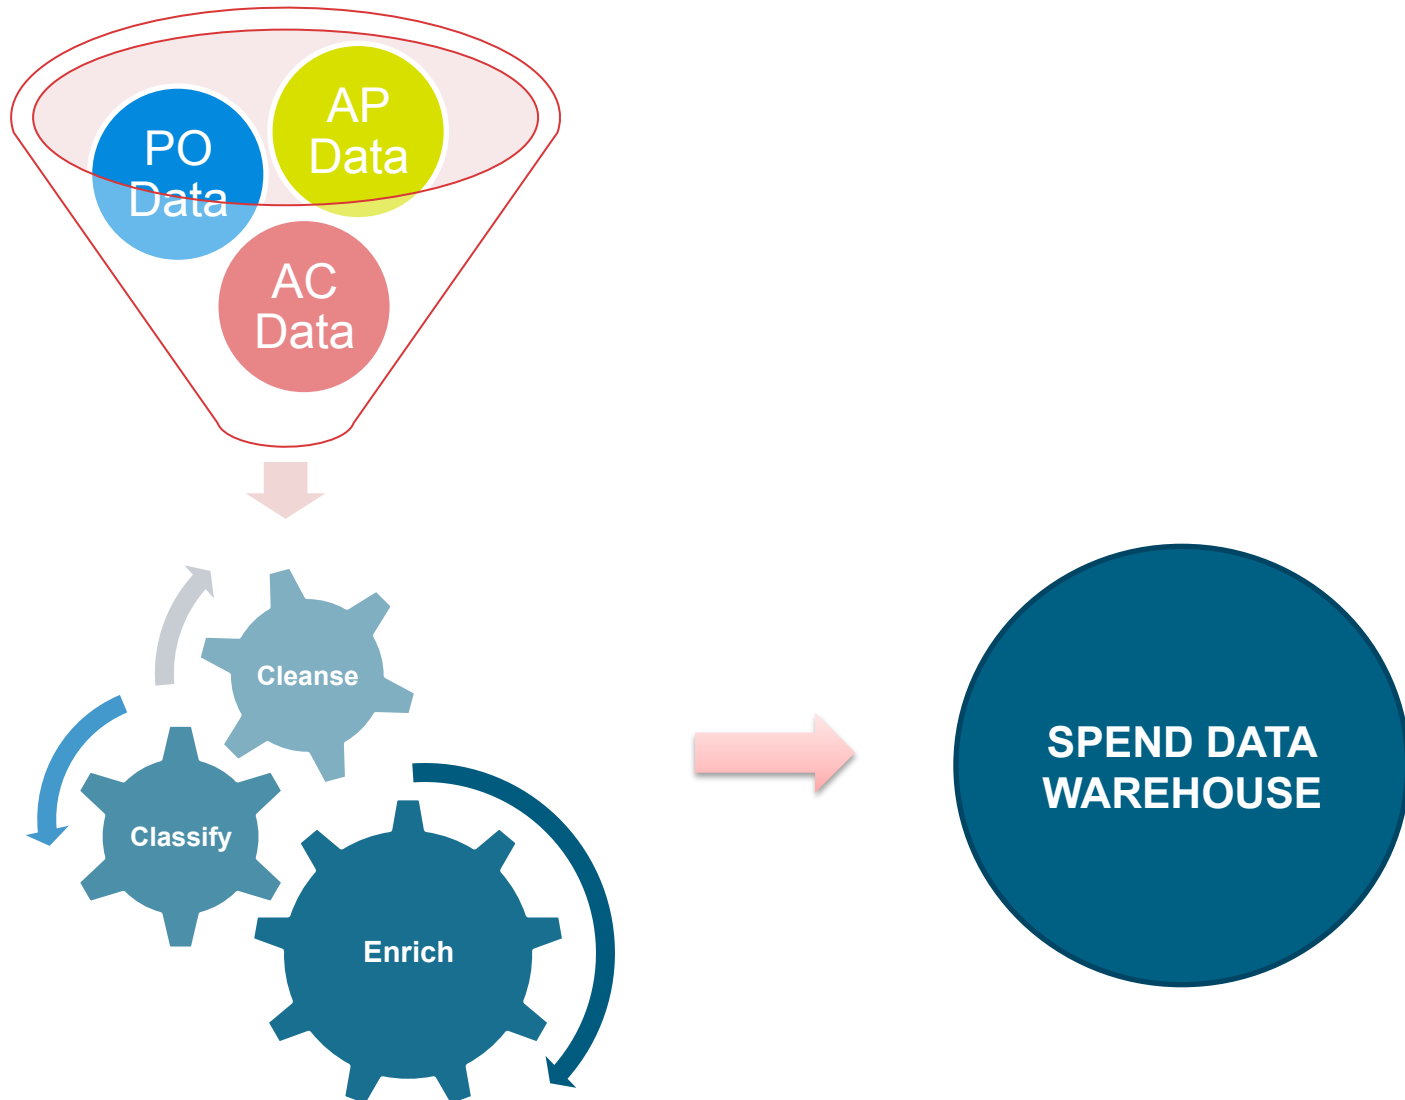 AP
Data
PO
Data
AC
Data
Cleanse
Classify
Enrich
SPEND DATA
WAREHOUSE